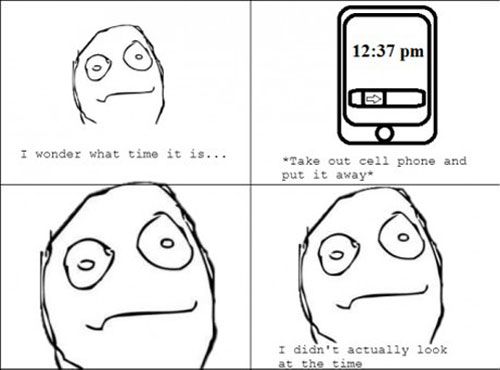 I wonder what time it is...
12:37 pm
*Take out cell phone and
put it away*
I didn't actually look
at the time